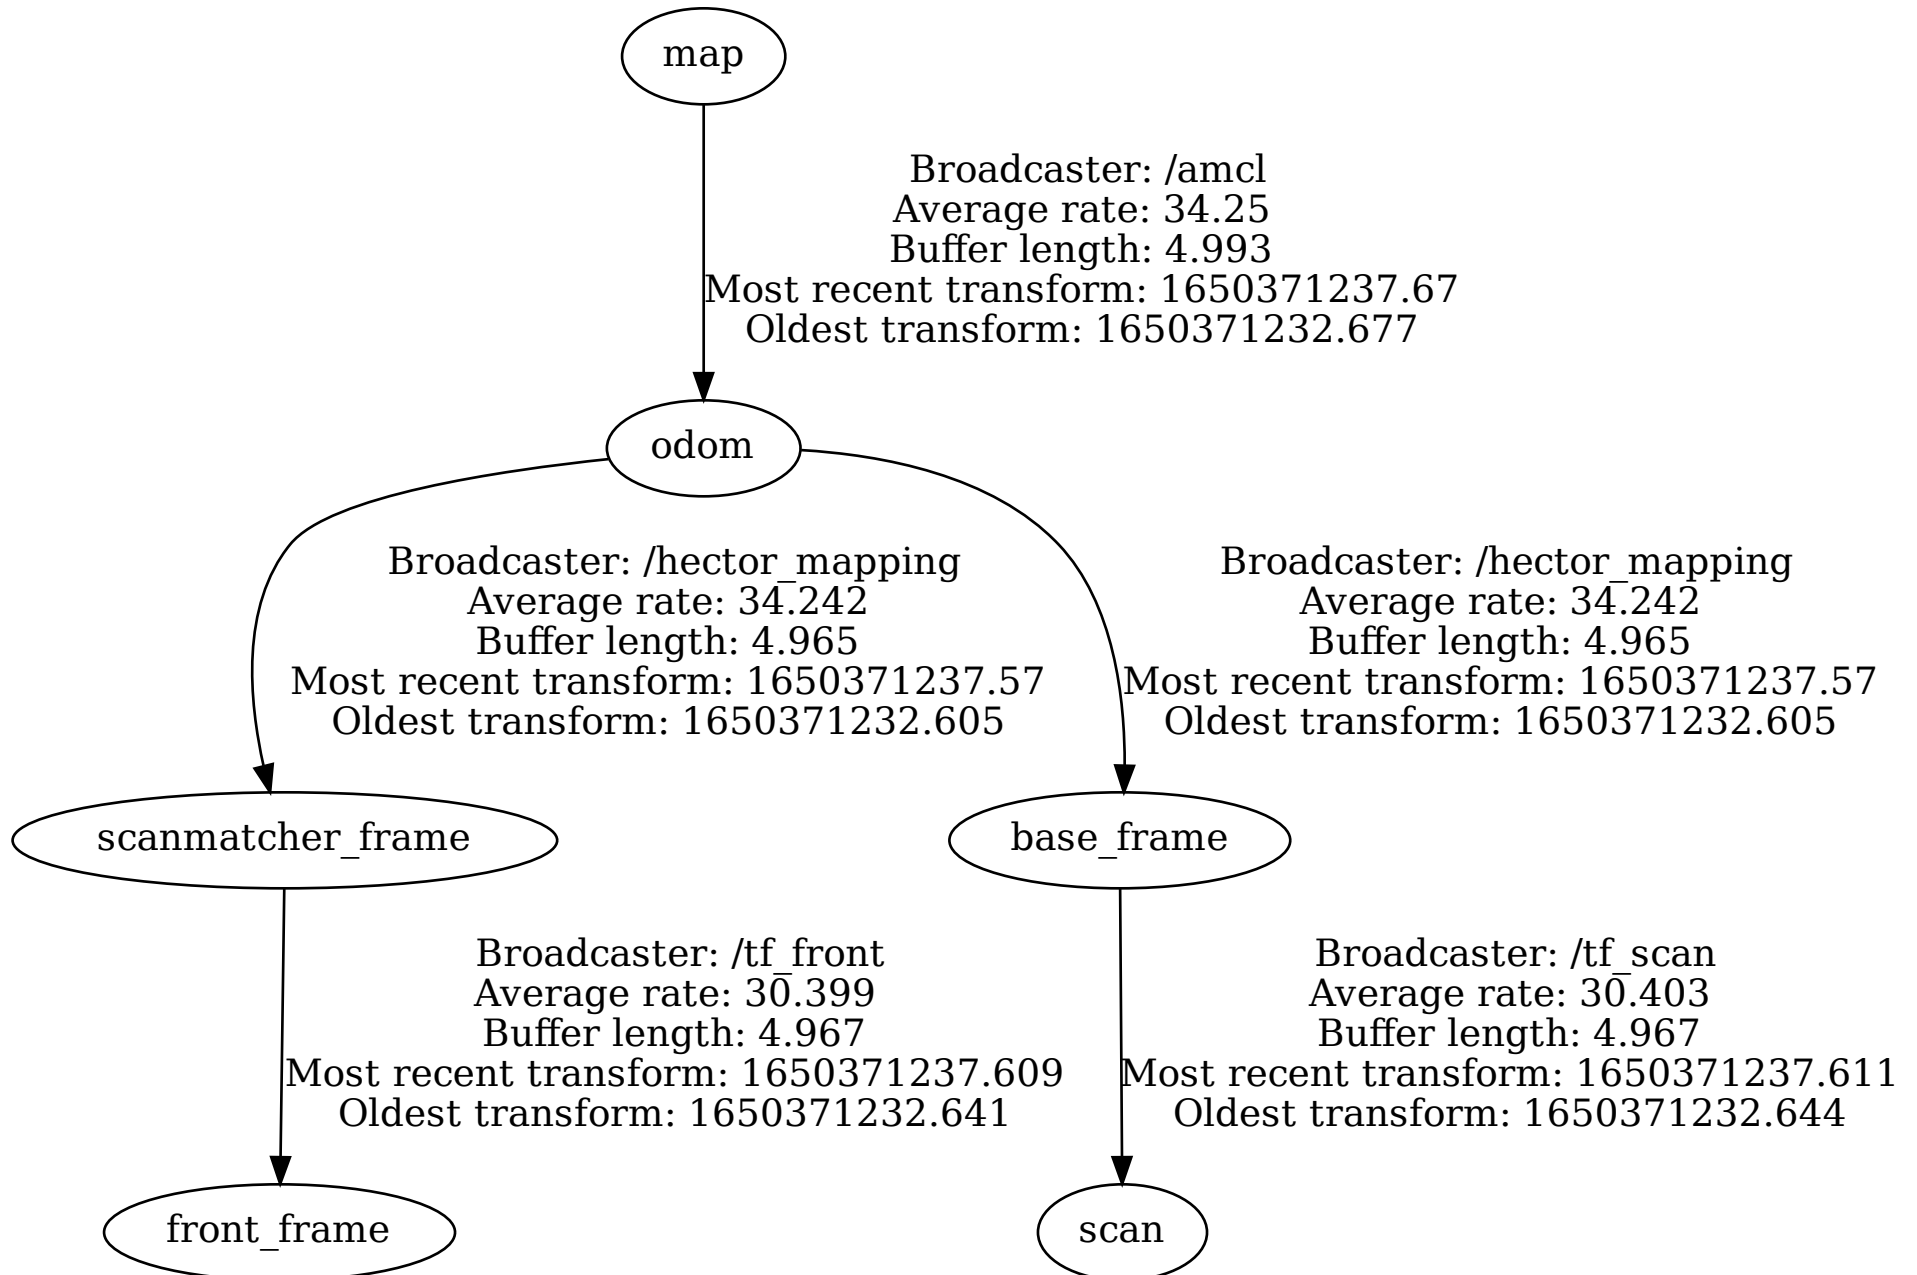 map
Broadcaster: /amcl
Average rate: 34.25
Buffer length: 4.993
Most recent transform: 1650371237.67
Oldest transform: 1650371232.677
odom
Broadcaster: /hector_mapping
Average rate: 34.242
Buffer length: 4.965
Most recent transform: 1650371237.57
Oldest transform: 1650371232.605
Broadcaster: /hector_mapping
Average rate: 34.242
Buffer length: 4.965
Most recent transform: 1650371237.57
Oldest transform: 1650371232.605
scanmatcher_frame
base_frame
Broadcaster: /tf_front
Average rate: 30.399
Buffer length: 4.967
Most recent transform: 1650371237.609
Oldest transform: 1650371232.641
Broadcaster: /tf_scan
Average rate: 30.403
Buffer length: 4.967
Most recent transform: 1650371237.611
Oldest transform: 1650371232.644
front_frame
scan